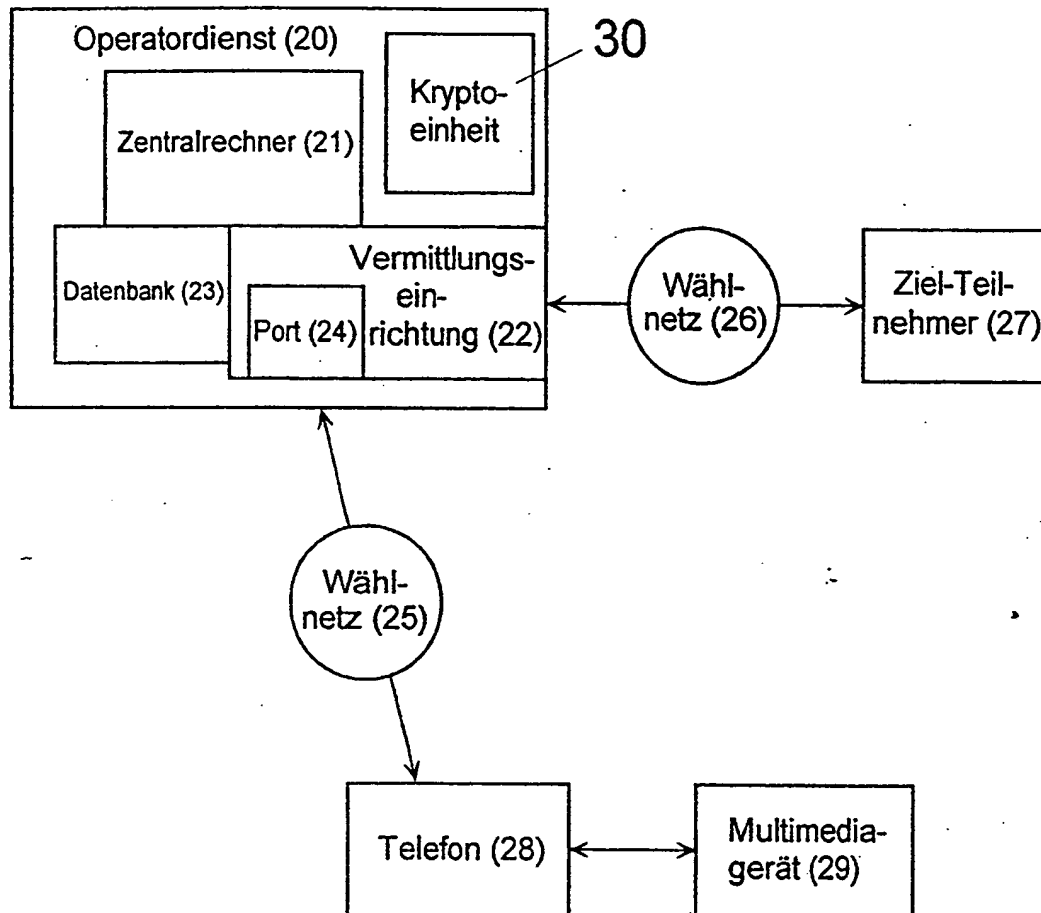 Operatordienst (20)
30
Krypto-
einheit
Zentralrechner (21)
Vermittlungs-
ein-
richtung (22)
Datenbank (23)
Port (24)
Wähl-
netz (26)
Ziel-Teil-
nehmer (27)
Wähl-
netz (25)
Telefon (28)
Multimedia-
gerät (29)